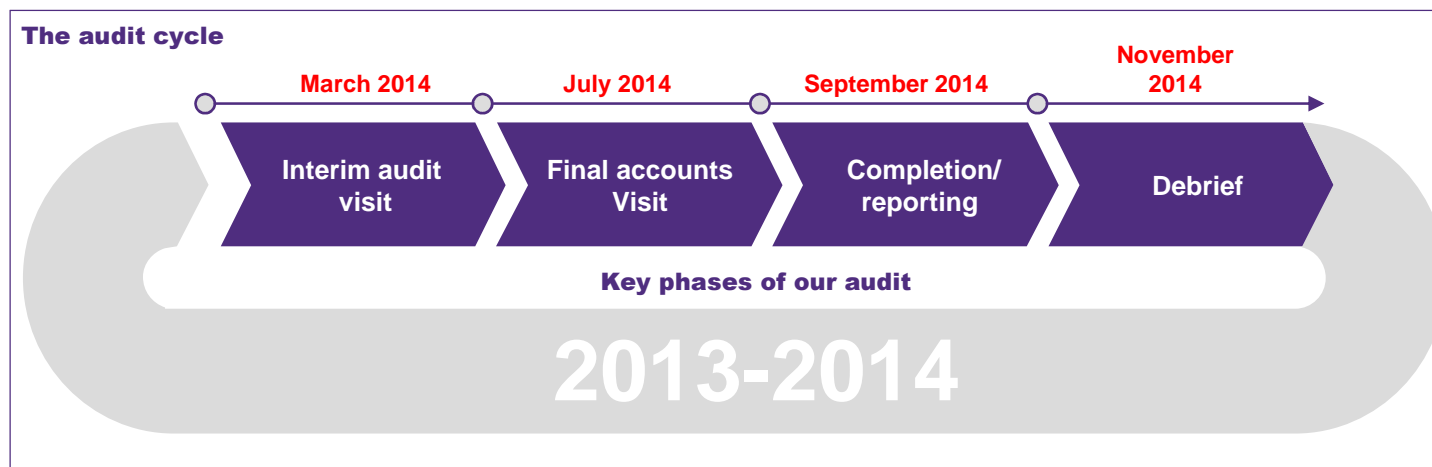 The audit cycle
March 2014
July 2014
September 2014
November
2014
Interim audit
visit
Final accounts
Visit
Completion/
reporting
Debrief
Key phases of our audit
2013-2014